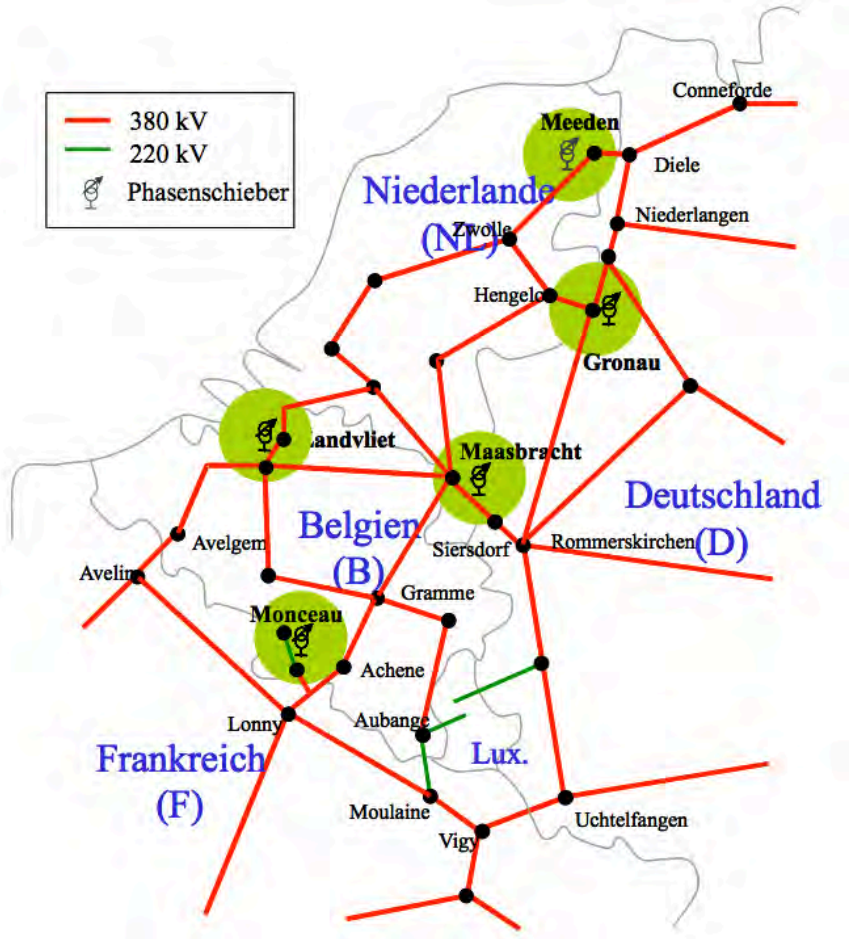 380 kV
220 kV
Phasenschieber
Conneforde
Meeden
Diele
Niederlande
(NL)
Niederlangen
Zwolle
Hengelo
Gronau
Zandvliet
Maasbracht
Deutschland
(D)
Belgien
(B)
Avelgem
Siersdorf
Rommerskirchen
Avelin
Gramme
Monceau
Achene
Lonny
Aubange
Frankreich
(F)
Lux.
Moulaine
Uchtelfangen
Vigy